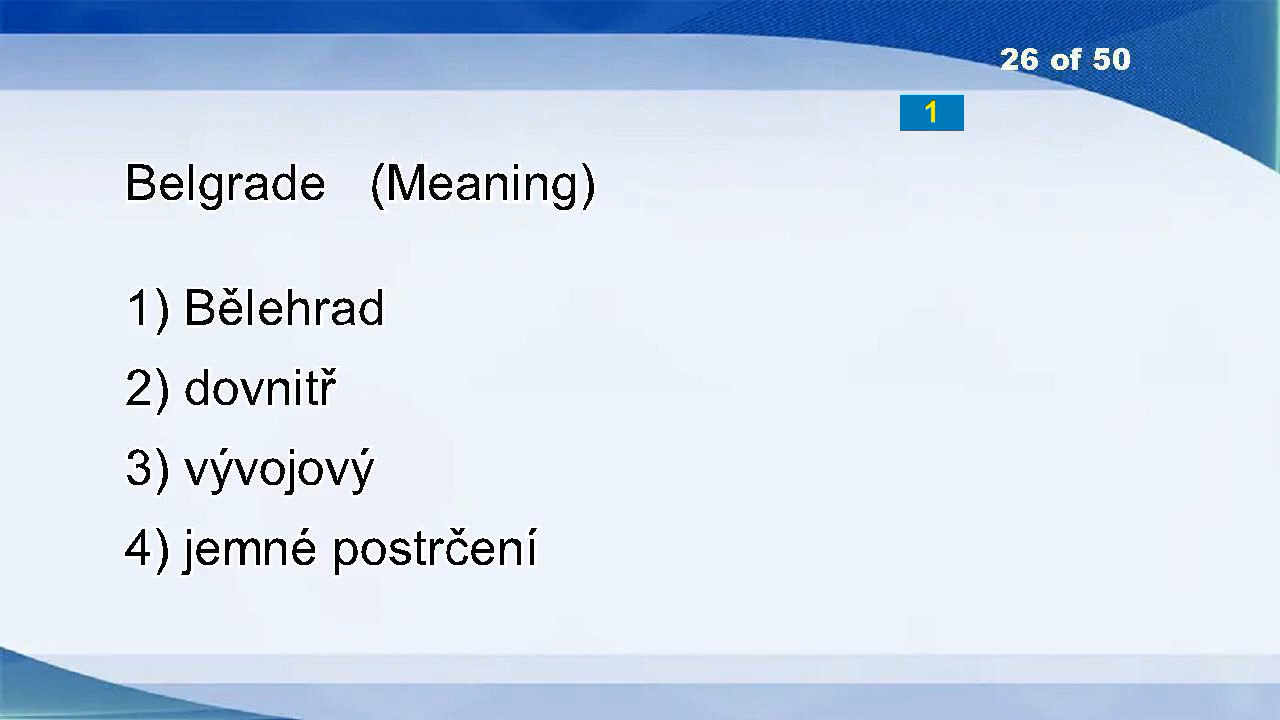 26 of 50
1
Belgrade (Meaning)
1) Bělehrad
2) dovnitř
3) vývojový
4) jemné postrčení